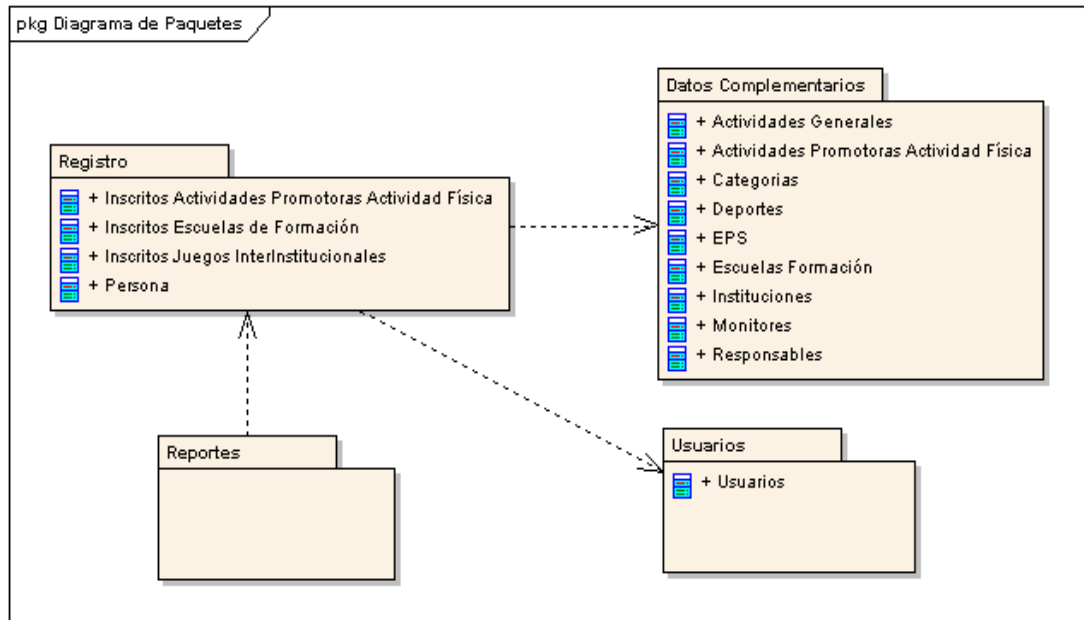 pkg Diagrama de Paquetes
Registro
+ Inscritos Actividades Promotoras Actividad Física
+ Inscritos Escuelas de Formación
+ Inscritos Juegos InterInstitucionales
+ Persona
Datos Complementarios
+ Actividades Generales
+ Actividades Promotoras Actividad Física
+ Categorias
+ Deportes
+ EPS
+ Escuelas Formación
+ Instituciones
+ Monitores
+ Responsables
Reportes
Usuarios
+ Usuarios